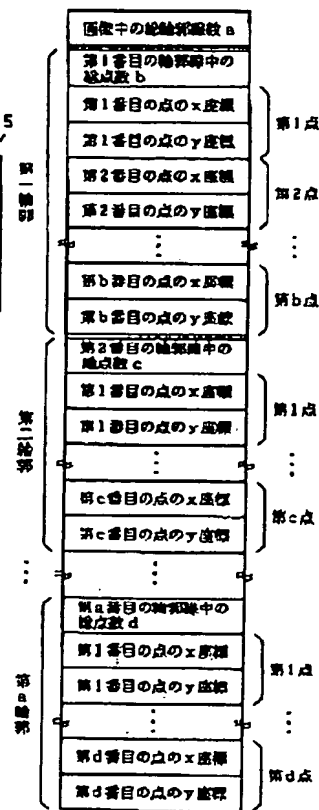 画像中の総輪郭線数 a
第1番目の輪郭線中の
総点数 b
第1番目の点のx座標
第1番目の点のy座標
第1点
第2番目の点のx座標
第2番目の点のy座標
第2点
第b番目の点のx座標
第b番目の点のy座標
第b点
第一輪郭
5
第2番目の輪郭線中の
総点数 c
第1番目の点のx座標
第1番目の点のy座標
第1点
第c番目の点のx座標
第c番目の点のy座標
第c点
第二輪郭
第a番目の輪郭線中の
総点数 d
第1番目の点のx座標
第1番目の点のy座標
第1点
第d番目の点のx座標
第d番目の点のy座標
第d点
第a輪郭